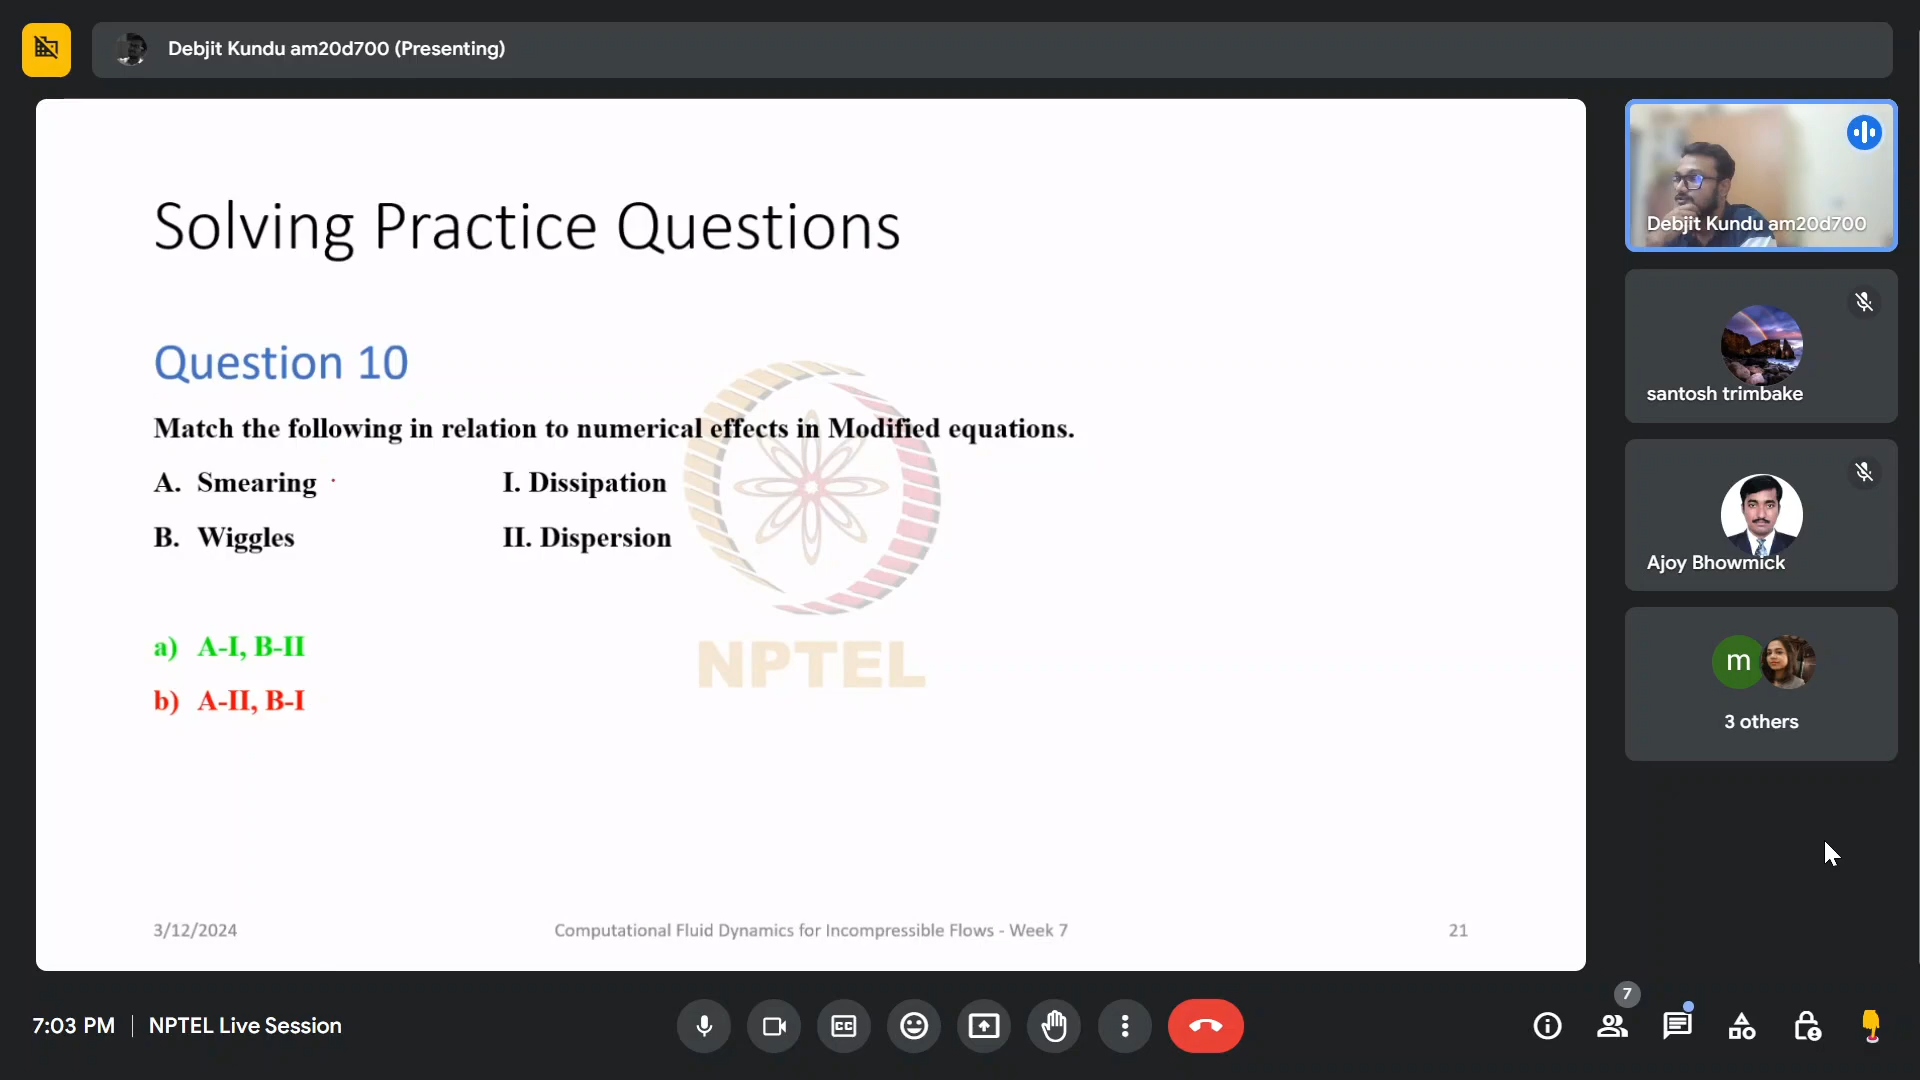 Debjit Kundu am20d700 (Presenting)
Solving Practice Questions
Question 10
Match the following in relation to numerical effects in Modified equations.
A. Smearing I. Dissipation
B. Wiggles II. Dispersion
a) A-I, B-II
b) A-II, B-I
NPTEL
3/12/2024 Computational Fluid Dynamics for Incompressible Flows - Week 7 21
Debjit Kundu am20d700
santosh trimbake
Ajoy Bhowmick
m
3 others
7:03 PM NPTEL Live Session
CC
7